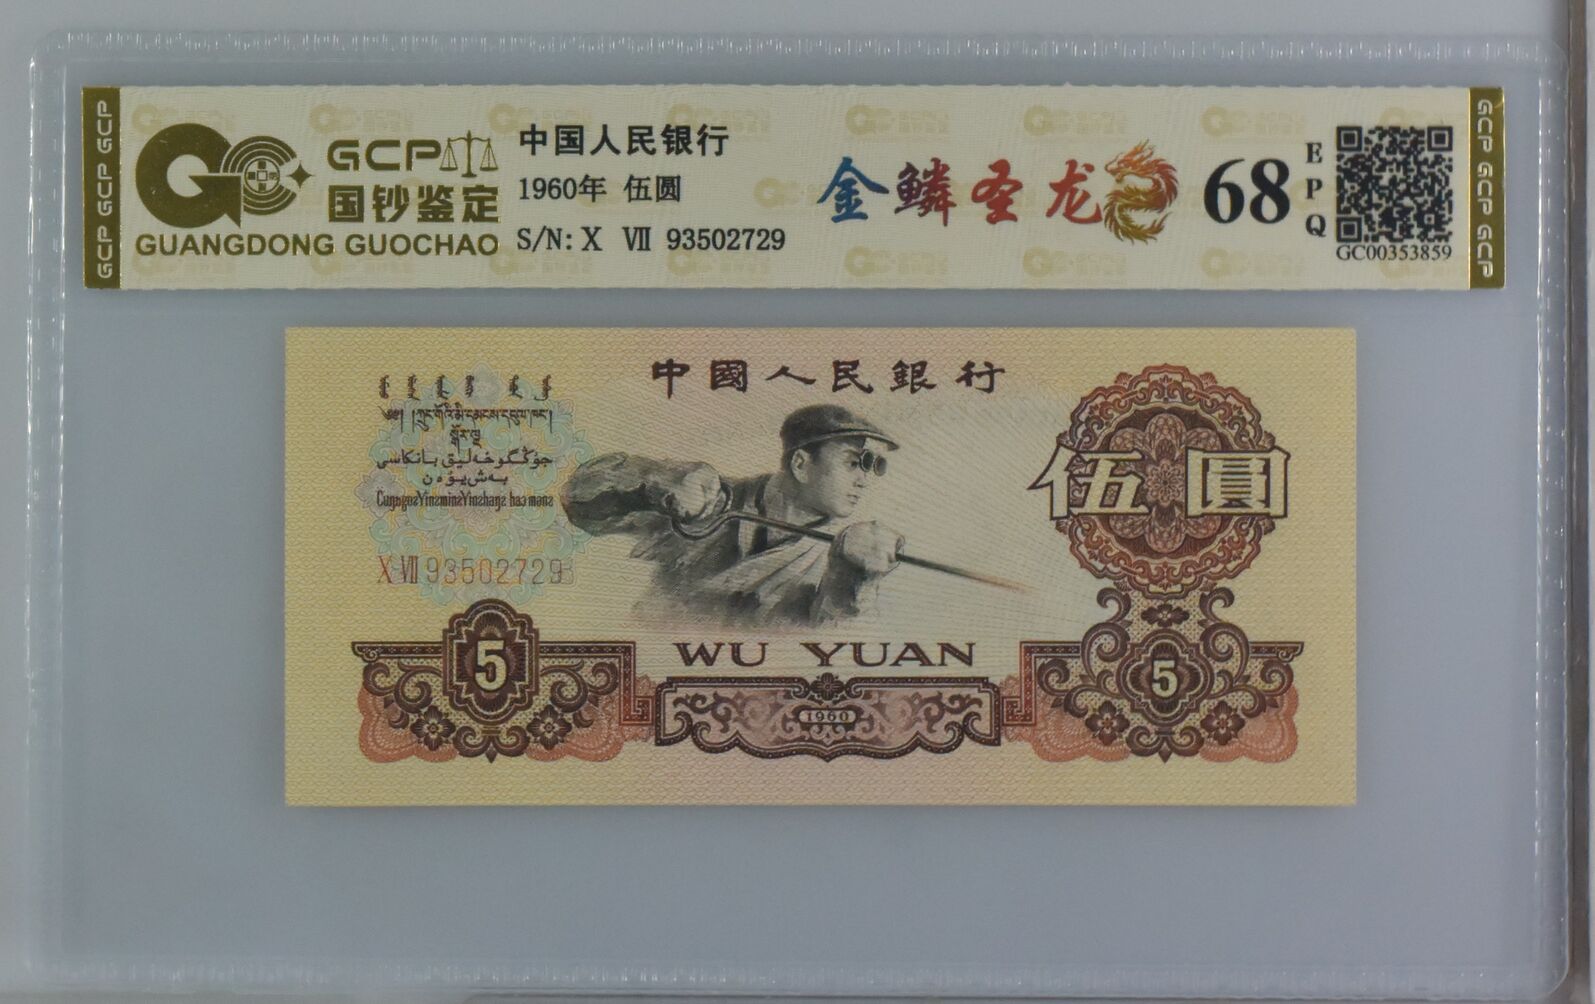 GCP GCP GCP
GCP
国钞鉴定
GUANGDONG GUOCHAO
中国人民银行
1960年 伍圆
S/N: X Ⅶ 93502729
金鳞圣龙
68
EPQ
GC00353859
GCP GCP GCP
中國人民銀行
伍圓
X Ⅶ 93502729
5
WU YUAN
1960
5